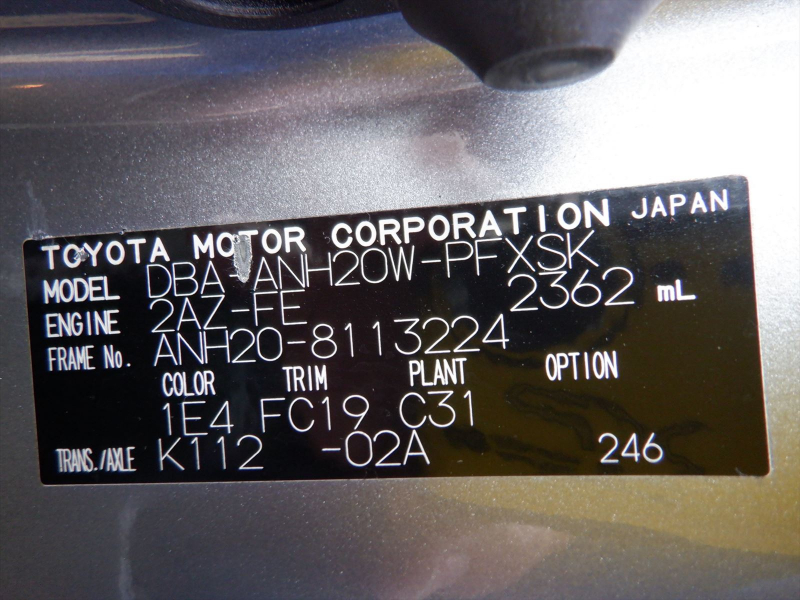 TOYOTA MOTOR CORPORATION JAPAN
MODEL DBA-ANH20W-PFXSK
ENGINE 2AZ-FE 2362 mL
FRAME No. ANH20-8113224
COLOR TRIM PLANT OPTION
1E4 FC19 C31
TRANS./AXLE K112 -02A 246